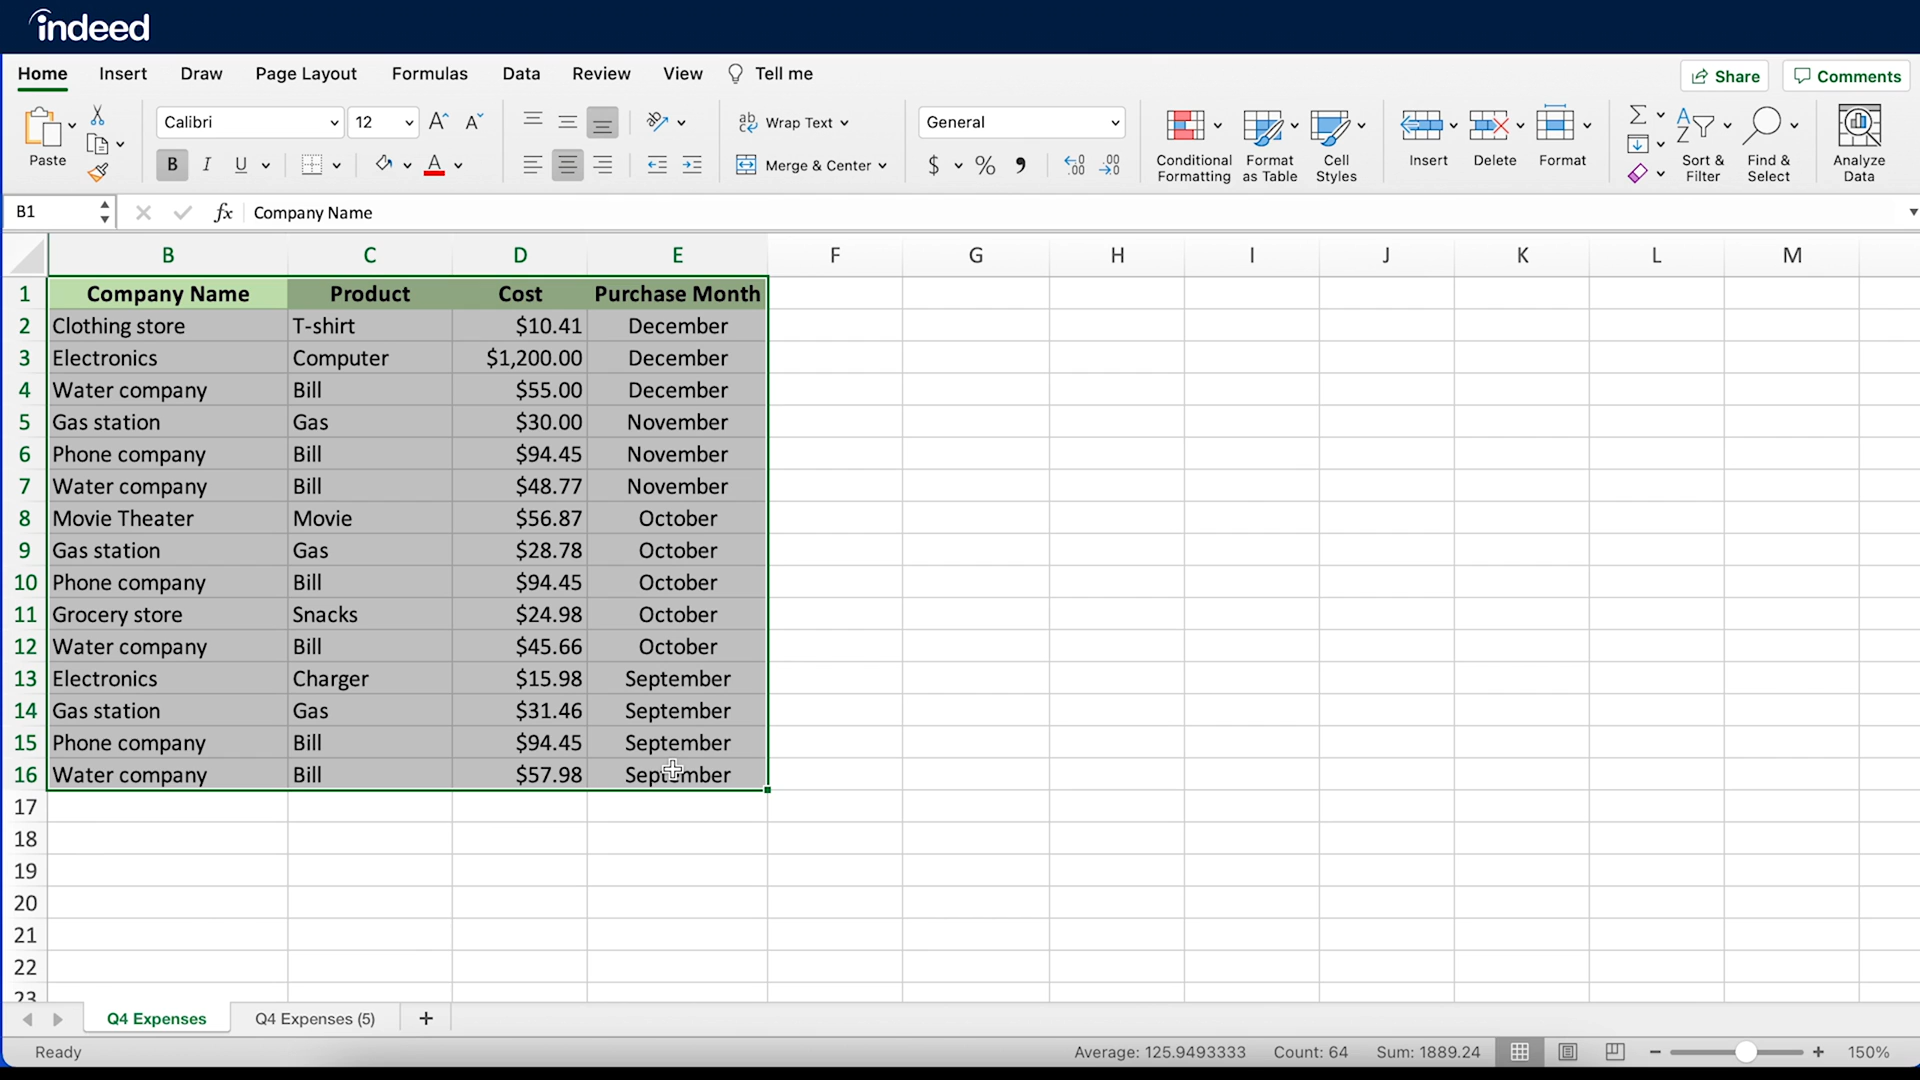 indeed
Home Insert Draw Page Layout Formulas Data Review View Tell me Share Comments
Paste Calibri 12 A A B I U A ab Wrap Text Merge & Center General $ % Conditional Formatting Format as Table Cell Styles Insert Delete Format Σ Sort & Filter Find & Select Analyze Data
B1 fx Company Name
B C D E F G H I J K L M
1 Company Name Product Cost Purchase Month
2 Clothing store T-shirt $10.41 December
3 Electronics Computer $1,200.00 December
4 Water company Bill $55.00 December
5 Gas station Gas $30.00 November
6 Phone company Bill $94.45 November
7 Water company Bill $48.77 November
8 Movie Theater Movie $56.87 October
9 Gas station Gas $28.78 October
10 Phone company Bill $94.45 October
11 Grocery store Snacks $24.98 October
12 Water company Bill $45.66 October
13 Electronics Charger $15.98 September
14 Gas station Gas $31.46 September
15 Phone company Bill $94.45 September
16 Water company Bill $57.98 September
17
18
19
20
21
22
23
Q4 Expenses Q4 Expenses (5) +
Ready Average: 125.9493333 Count: 64 Sum: 1889.24 − + 150%